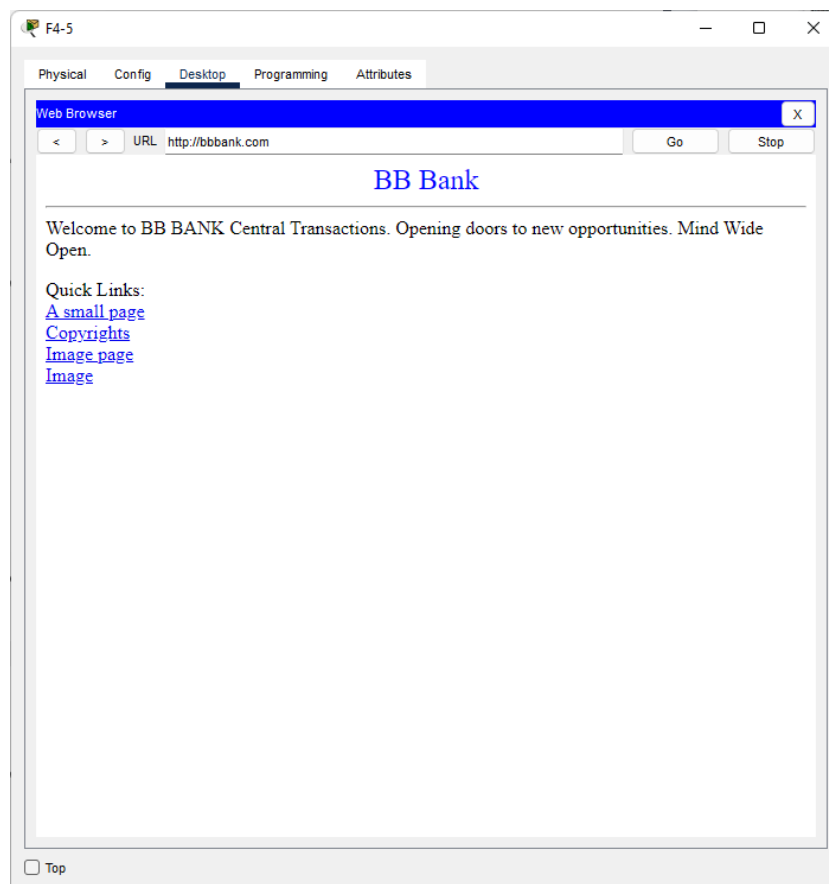 F4-5
Physical Config Desktop Programming Attributes
Web Browser X
< > URL http://bbbank.com Go Stop
BB Bank
Welcome to BB BANK Central Transactions. Opening doors to new opportunities. Mind Wide
Open.
Quick Links:
A small page
Copyrights
Image page
Image
Top